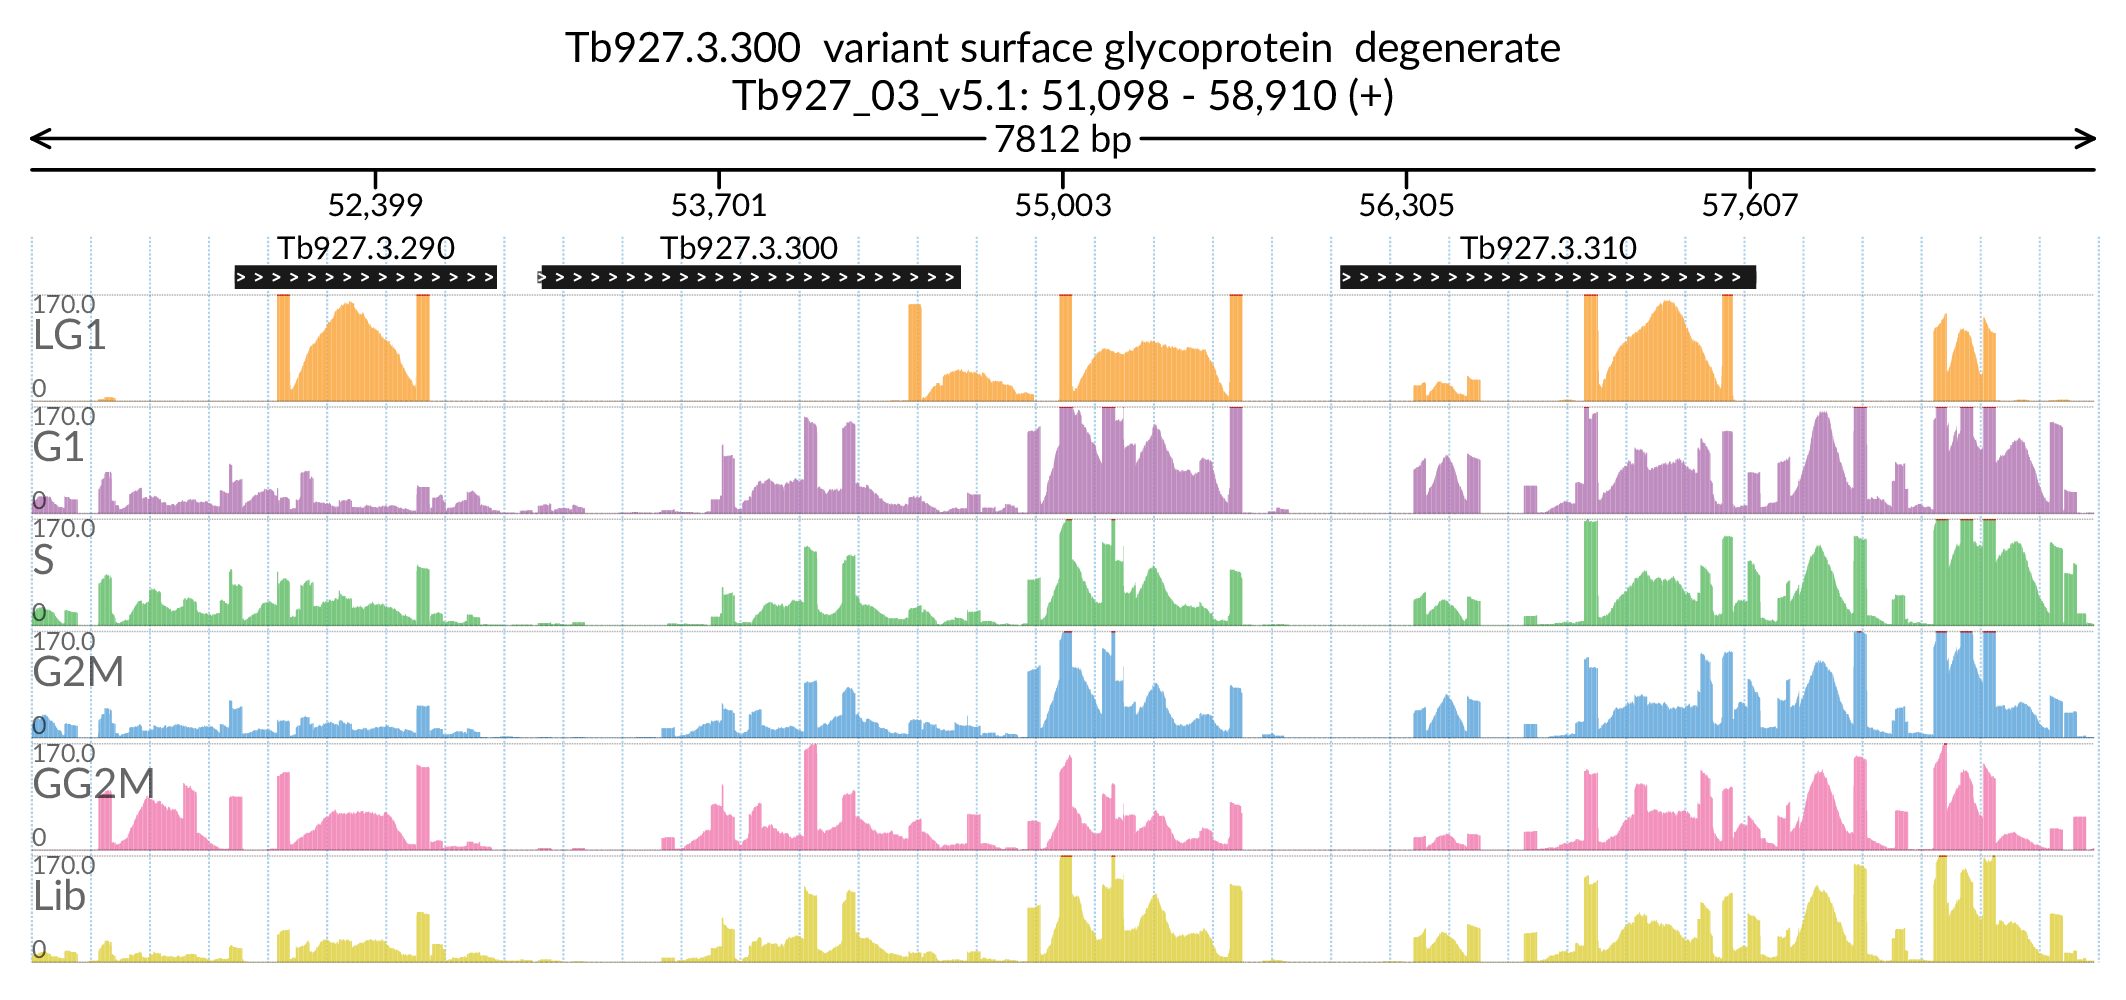 Tb927.3.300  variant surface glycoprotein  degenerate
Tb927_03_v5.1: 51,098 - 58,910 (+)
7812 bp
52,399 53,701 55,003 56,305 57,607
Tb927.3.290 Tb927.3.300 Tb927.3.310
170.0
LG1
0
170.0
G1
0
170.0
S
0
170.0
G2M
0
170.0
GG2M
0
170.0
Lib
0